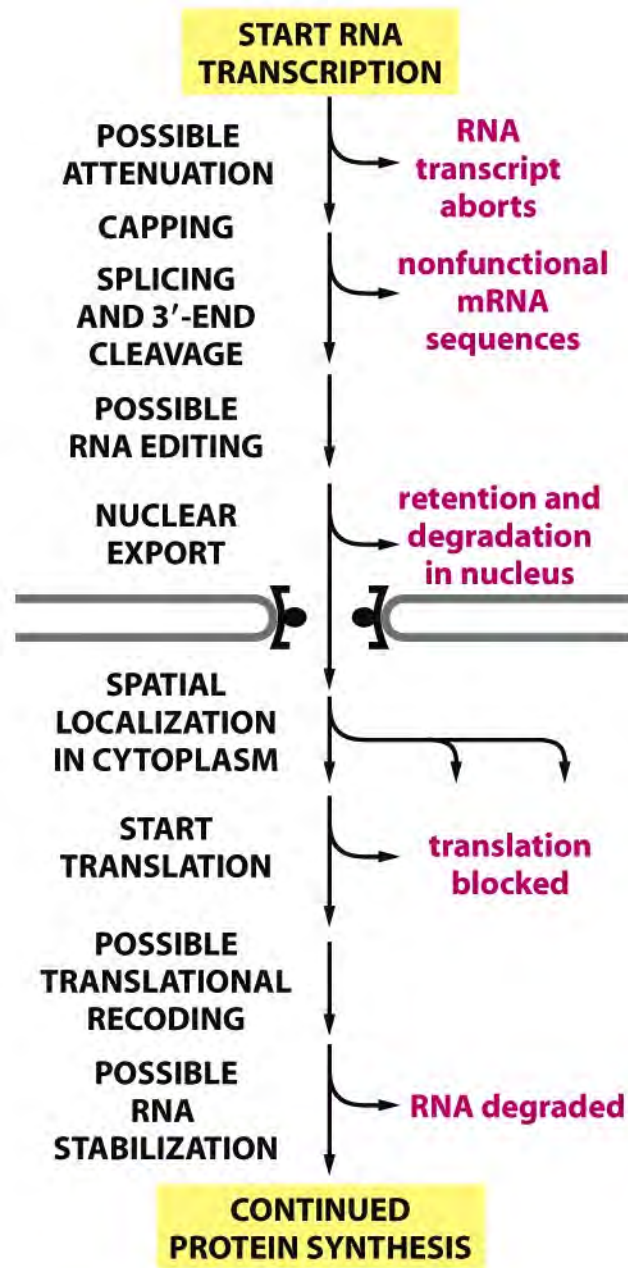 START RNA
TRANSCRIPTION
POSSIBLE
ATTENUATION
RNA
transcript
aborts
CAPPING
SPLICING
AND 3′-END
CLEAVAGE
nonfunctional
mRNA
sequences
POSSIBLE
RNA EDITING
NUCLEAR
EXPORT
retention and
degradation
in nucleus
SPATIAL
LOCALIZATION
IN CYTOPLASM
START
TRANSLATION
translation
blocked
POSSIBLE
TRANSLATIONAL
RECODING
POSSIBLE
RNA
STABILIZATION
RNA degraded
CONTINUED
PROTEIN SYNTHESIS